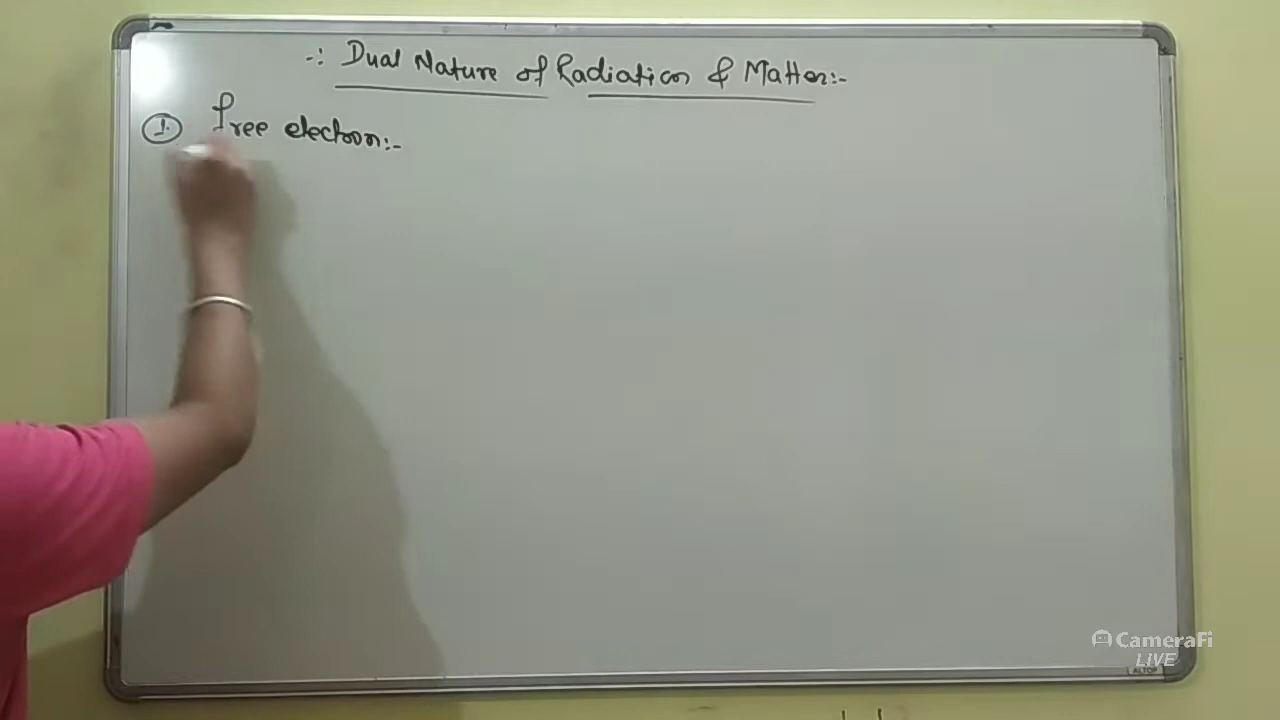 -: Dual Nature of Radiation & Matter:-
① free electron:-
CameraFi
LIVE